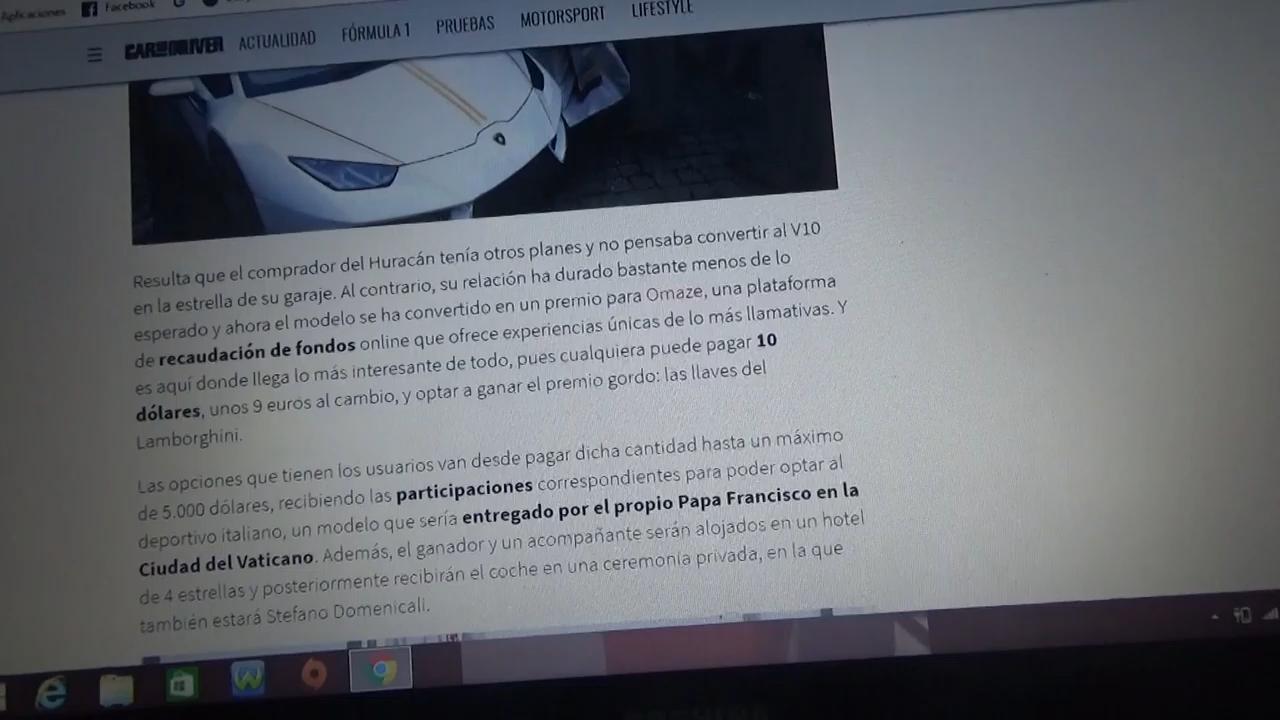 Aplicaciones Facebook G
CAR AND DRIVER ACTUALIDAD FÓRMULA 1 PRUEBAS MOTORSPORT LIFESTYLE
Resulta que el comprador del Huracán tenía otros planes y no pensaba convertir al V10
en la estrella de su garaje. Al contrario, su relación ha durado bastante menos de lo
esperado y ahora el modelo se ha convertido en un premio para Omaze, una plataforma
de recaudación de fondos online que ofrece experiencias únicas de lo más llamativas. Y
es aquí donde llega lo más interesante de todo, pues cualquiera puede pagar 10
dólares, unos 9 euros al cambio, y optar a ganar el premio gordo: las llaves del
Lamborghini.
Las opciones que tienen los usuarios van desde pagar dicha cantidad hasta un máximo
de 5.000 dólares, recibiendo las participaciones correspondientes para poder optar al
deportivo italiano, un modelo que sería entregado por el propio Papa Francisco en la
Ciudad del Vaticano. Además, el ganador y un acompañante serán alojados en un hotel
de 4 estrellas y posteriormente recibirán el coche en una ceremonia privada, en la que
también estará Stefano Domenicali.